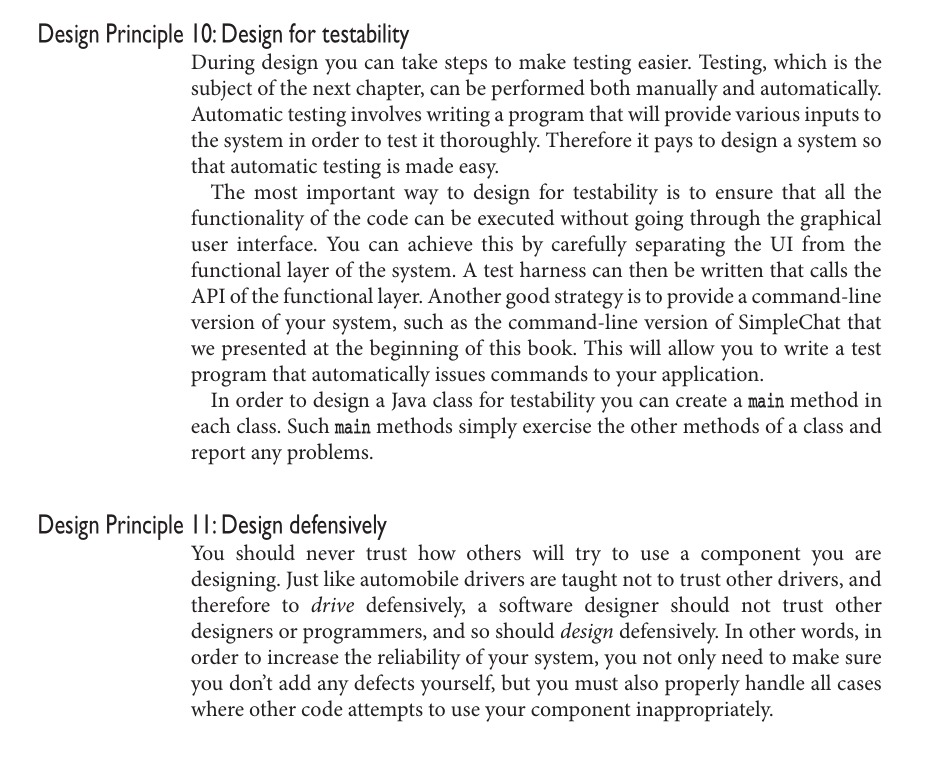 Design Principle 10: Design for testability
During design you can take steps to make testing easier. Testing, which is the
subject of the next chapter, can be performed both manually and automatically.
Automatic testing involves writing a program that will provide various inputs to
the system in order to test it thoroughly. Therefore it pays to design a system so
that automatic testing is made easy.
The most important way to design for testability is to ensure that all the
functionality of the code can be executed without going through the graphical
user interface. You can achieve this by carefully separating the UI from the
functional layer of the system. A test harness can then be written that calls the
API of the functional layer. Another good strategy is to provide a command-line
version of your system, such as the command-line version of SimpleChat that
we presented at the beginning of this book. This will allow you to write a test
program that automatically issues commands to your application.
In order to design a Java class for testability you can create a main method in
each class. Such main methods simply exercise the other methods of a class and
report any problems.
Design Principle 11: Design defensively
You should never trust how others will try to use a component you are
designing. Just like automobile drivers are taught not to trust other drivers, and
therefore to drive defensively, a software designer should not trust other
designers or programmers, and so should design defensively. In other words, in
order to increase the reliability of your system, you not only need to make sure
you don't add any defects yourself, but you must also properly handle all cases
where other code attempts to use your component inappropriately.